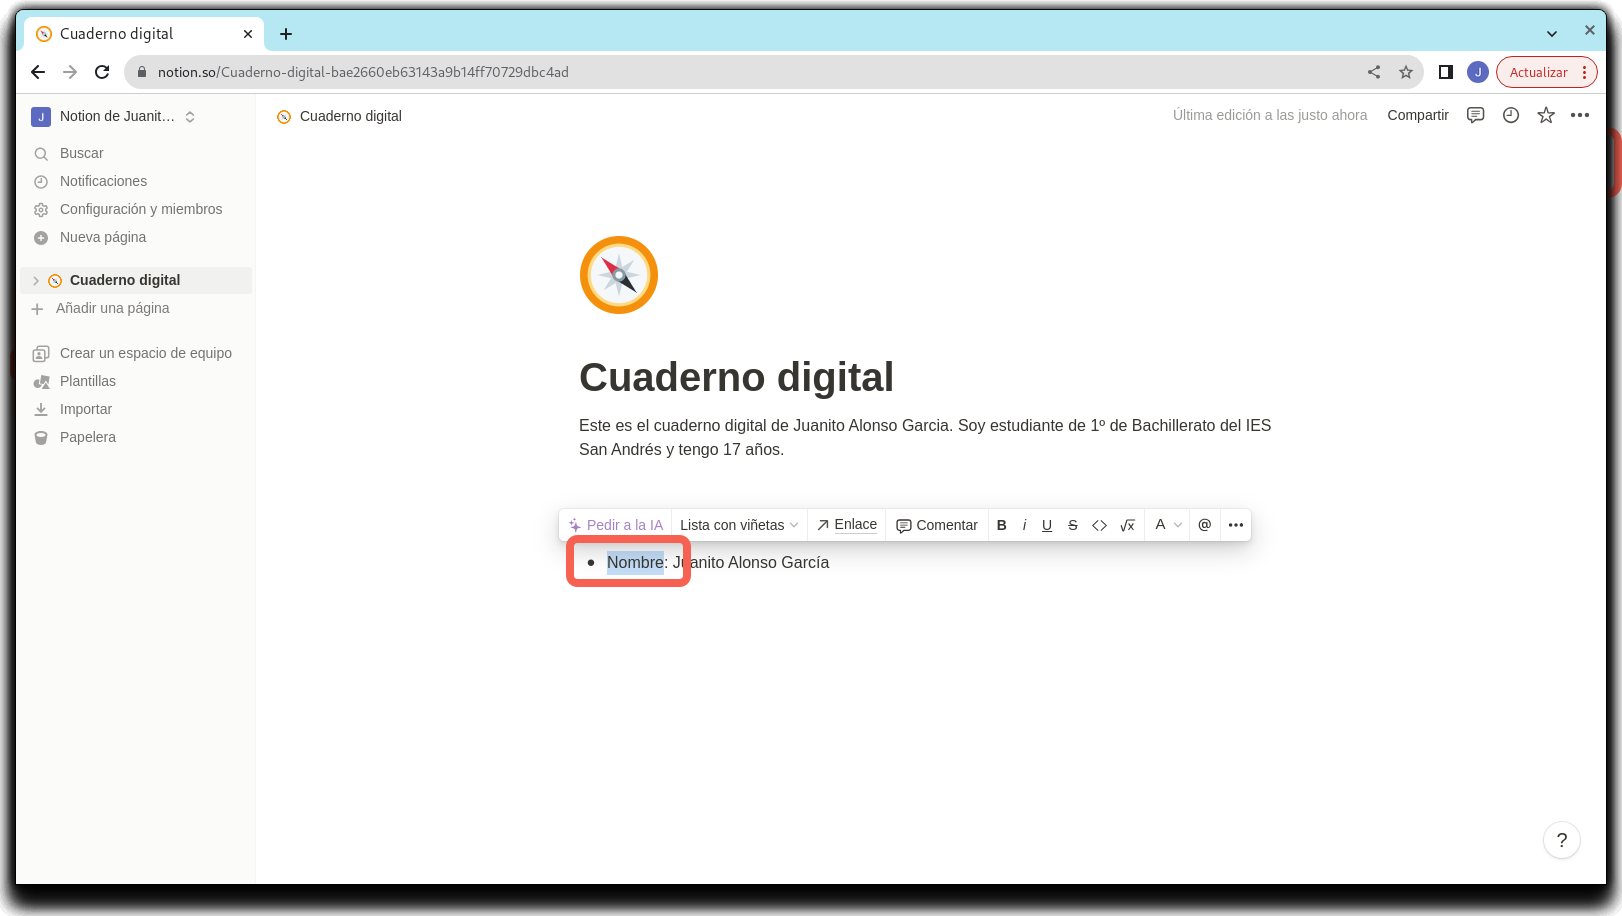 Cuaderno digital
notion.so/Cuaderno-digital-bae2660eb63143a9b14ff70729dbc4ad
J
Actualizar
J Notion de Juanit...
Cuaderno digital
Última edición a las justo ahora
Compartir
Buscar
Notificaciones
Configuración y miembros
Nueva página
Cuaderno digital
Añadir una página
Crear un espacio de equipo
Plantillas
Importar
Papelera
Cuaderno digital
Este es el cuaderno digital de Juanito Alonso Garcia. Soy estudiante de 1º de Bachillerato del IES
San Andrés y tengo 17 años.
Pedir a la IA Lista con viñetas Enlace Comentar B i U S <> √x A @ •••
• Nombre: Juanito Alonso García
?